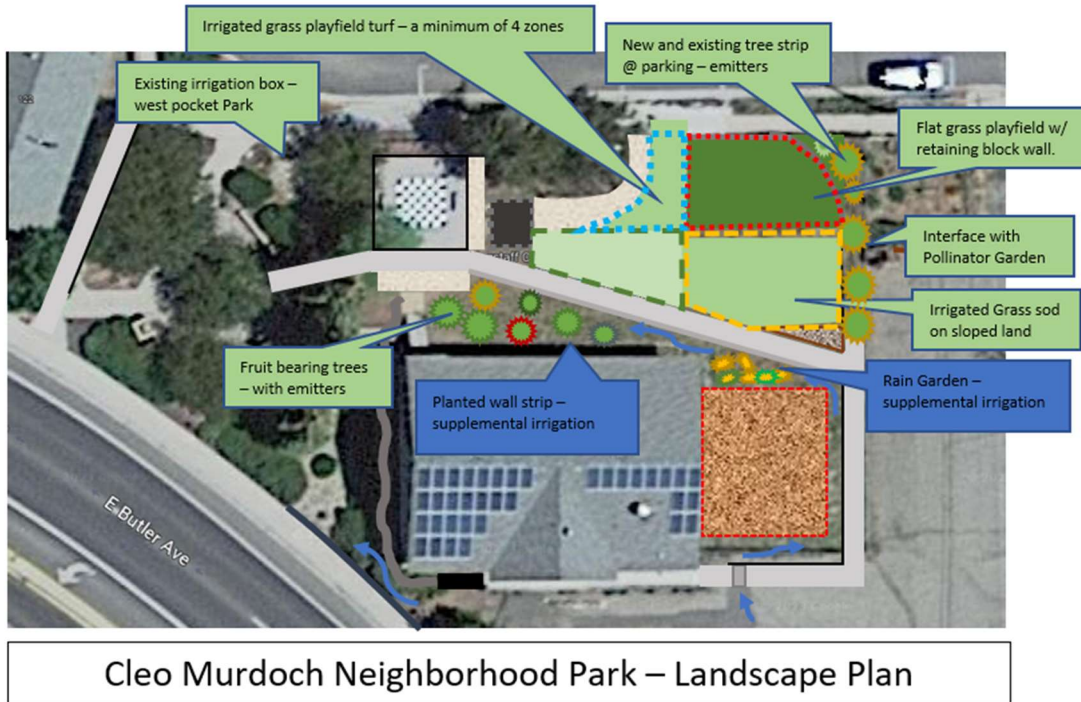 Irrigated grass playfield turf – a minimum of 4 zones
New and existing tree strip
@ parking – emitters
Existing irrigation box –
west pocket Park
Flat grass playfield w/
retaining block wall.
Interface with
Pollinator Garden
Irrigated Grass sod
on sloped land
Fruit bearing trees
– with emitters
Planted wall strip –
supplemental irrigation
Rain Garden –
supplemental irrigation
E Butler Ave
Cleo Murdoch Neighborhood Park – Landscape Plan